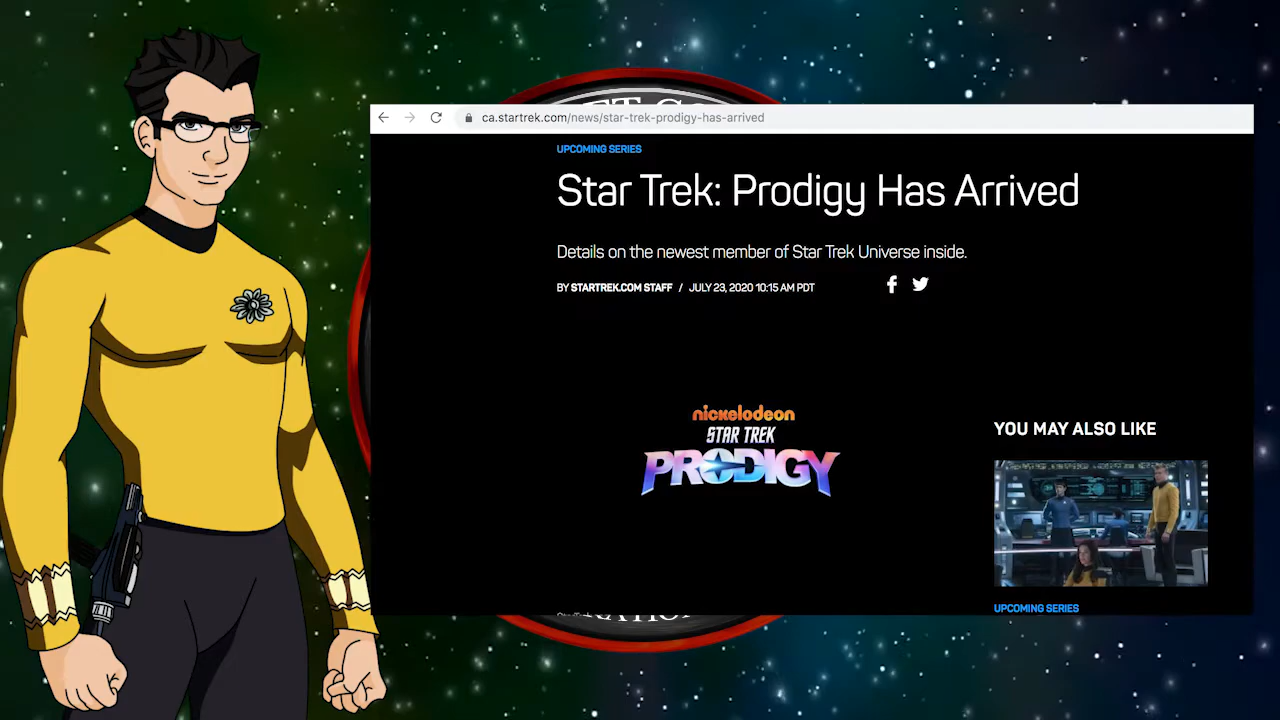 ca.startrek.com/news/star-trek-prodigy-has-arrived
UPCOMING SERIES
Star Trek: Prodigy Has Arrived
Details on the newest member of Star Trek Universe inside.
BY STARTREK.COM STAFF / JULY 23, 2020 10:15 AM PDT
nickelodeon
STAR TREK
PRODIGY
YOU MAY ALSO LIKE
UPCOMING SERIES